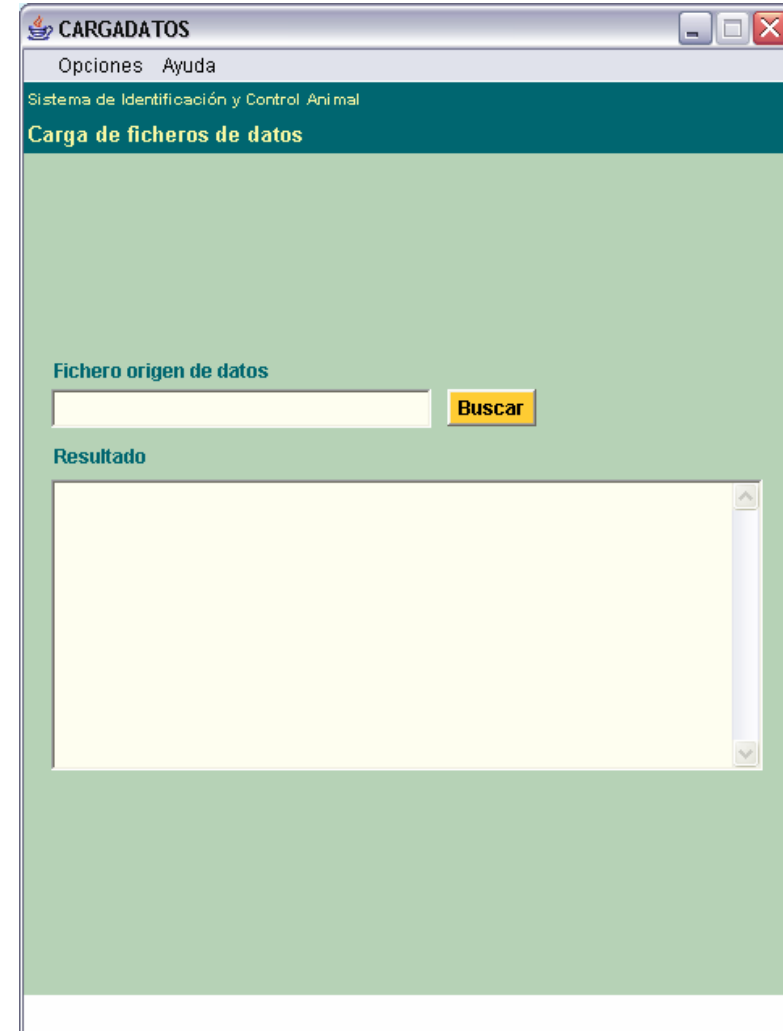 CARGADATOS
Opciones Ayuda
Sistema de Identificación y Control Animal
Carga de ficheros de datos
Fichero origen de datos
Buscar
Resultado